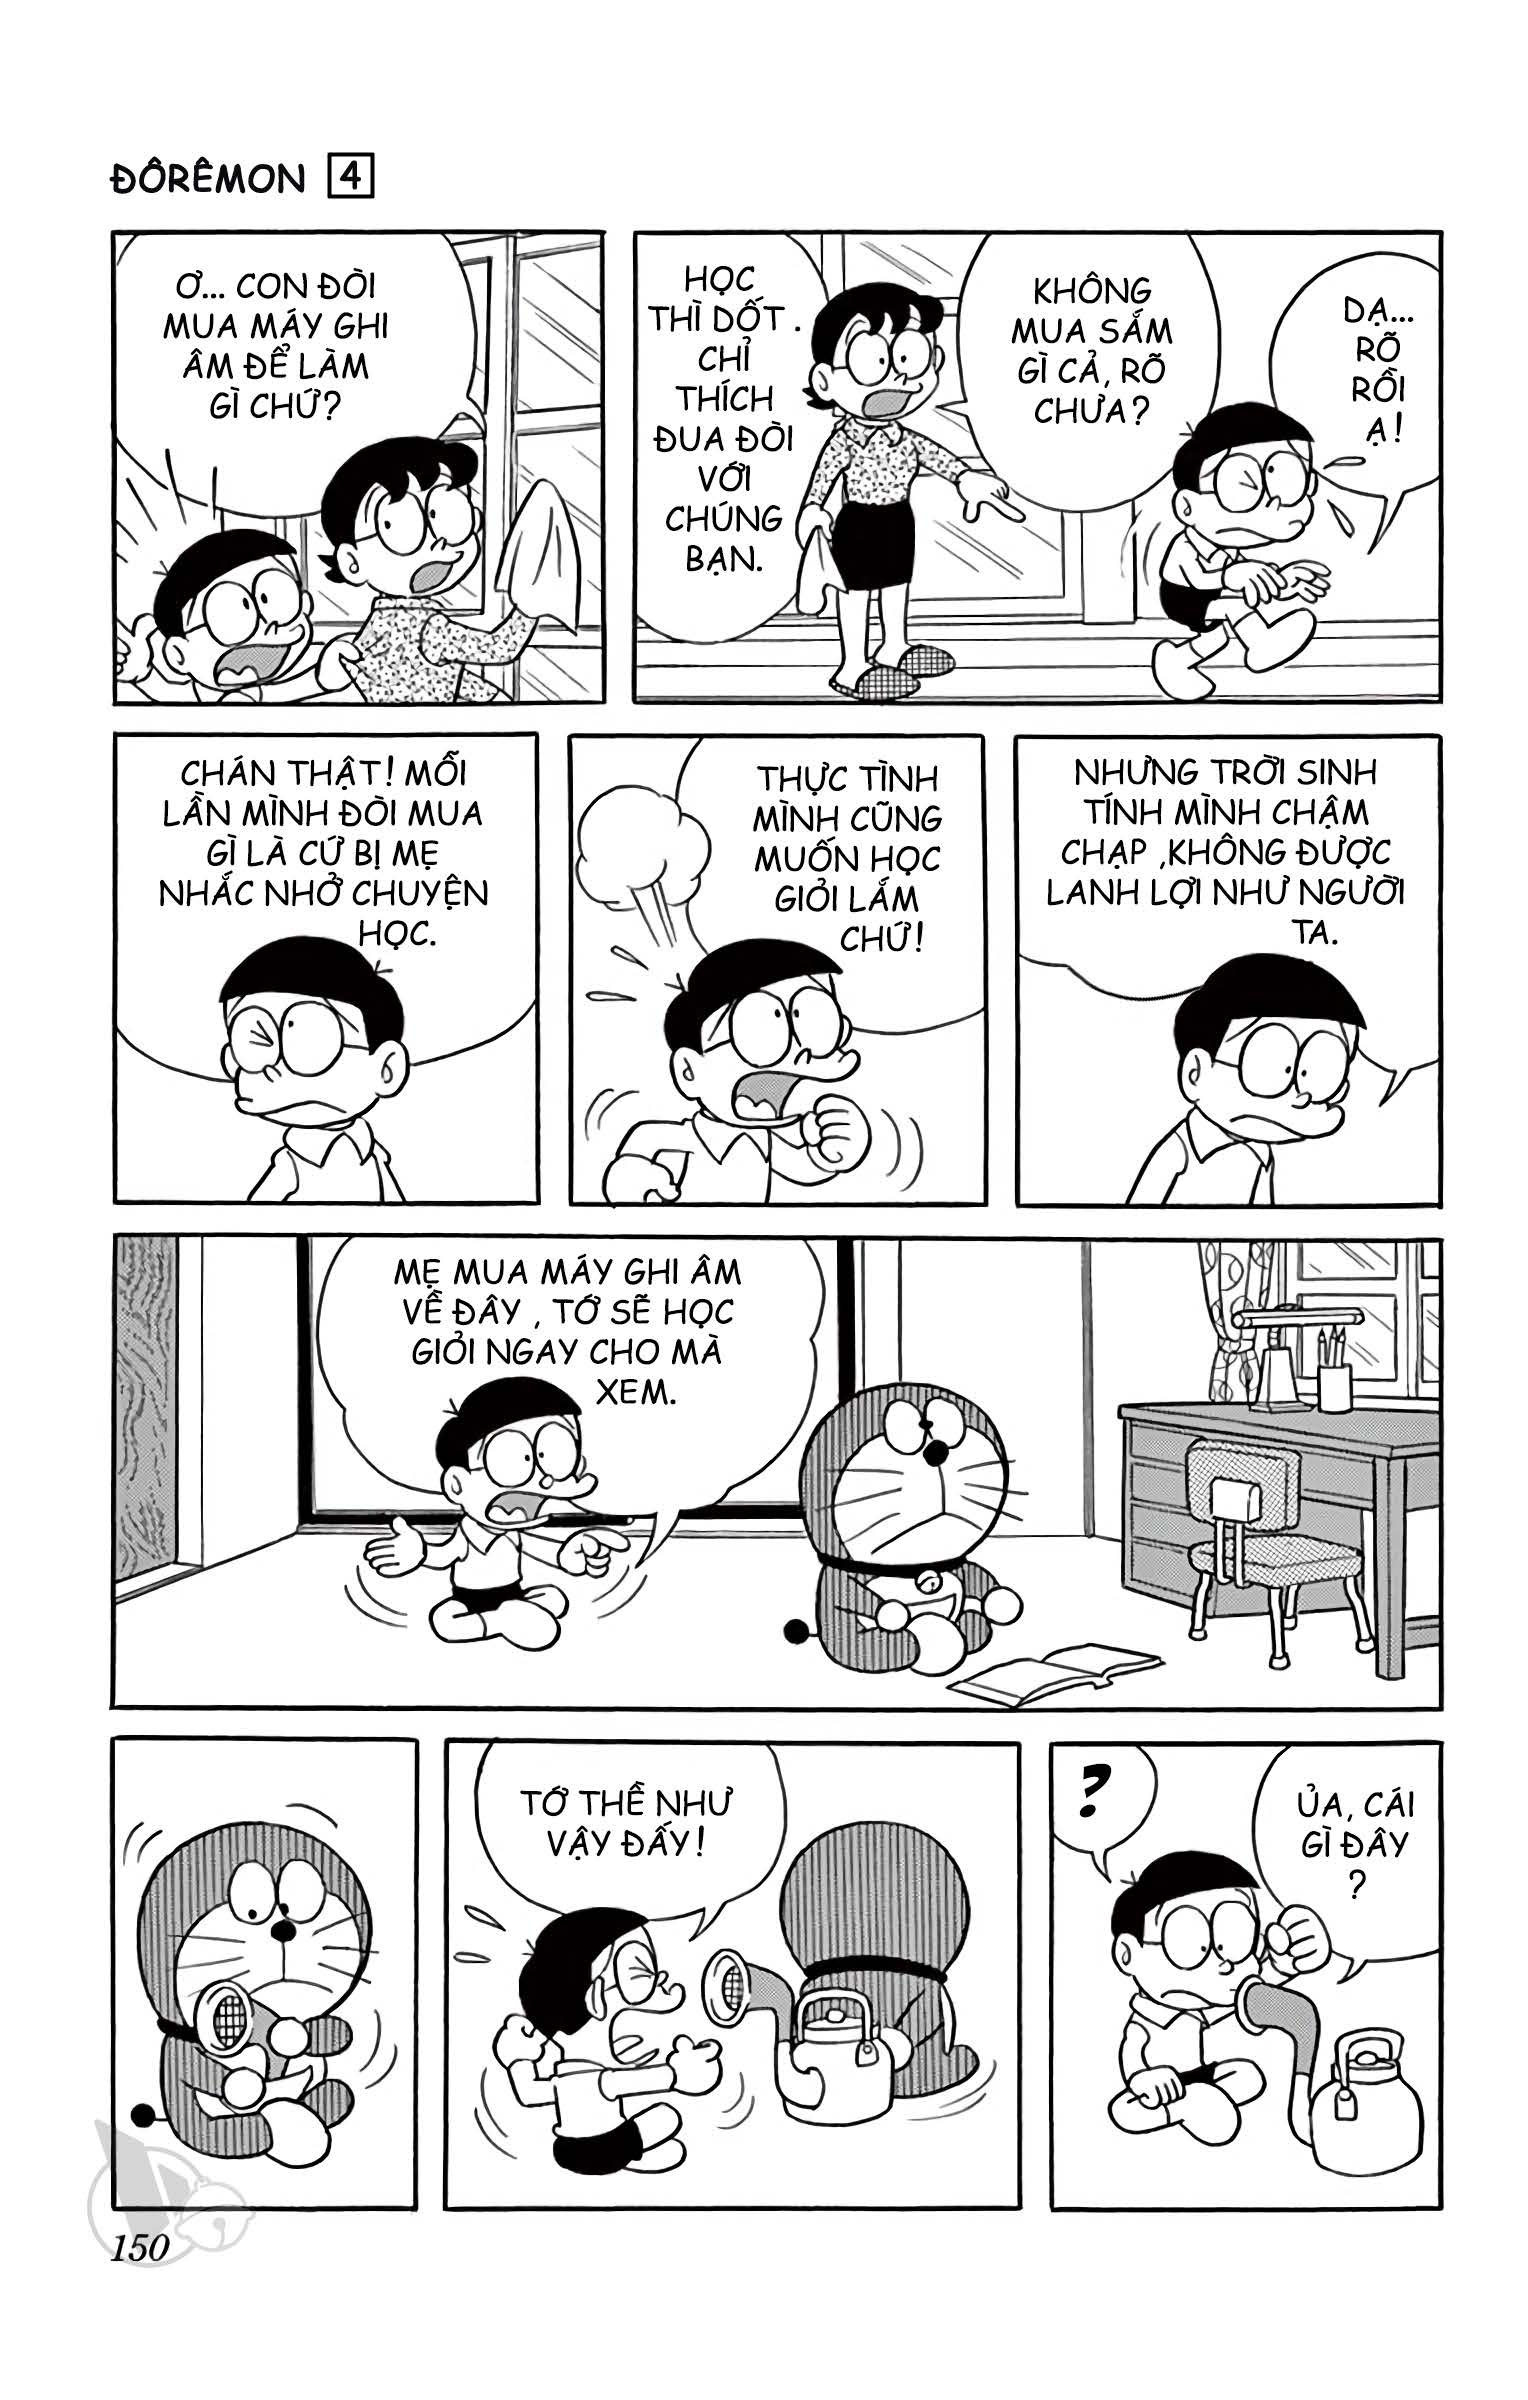 ĐÔRÊMON 4
Ơ... CON ĐÒI
MUA MÁY GHI
ÂM ĐỂ LÀM
GÌ CHỨ?
HỌC
THÌ DỐT .
CHỈ
THÍCH
ĐUA ĐÒI
VỚI
CHÚNG
BẠN.
KHÔNG
MUA SẮM
GÌ CẢ, RÕ
CHƯA?
DẠ...
RÕ
RỒI
Ạ!
CHÁN THẬT! MỖI
LẦN MÌNH ĐÒI MUA
GÌ LÀ CỨ BỊ MẸ
NHẮC NHỞ CHUYỆN
HỌC.
THỰC TÌNH
MÌNH CŨNG
MUỐN HỌC
GIỎI LẮM
CHỨ!
NHƯNG TRỜI SINH
TÍNH MÌNH CHẬM
CHẠP ,KHÔNG ĐƯỢC
LANH LỢI NHƯ NGƯỜI
TA.
MẸ MUA MÁY GHI ÂM
VỀ ĐÂY , TỚ SẼ HỌC
GIỎI NGAY CHO MÀ
XEM.
TỚ THỀ NHƯ
VẬY ĐẤY!
?
ỦA, CÁI
GÌ ĐÂY
?
150